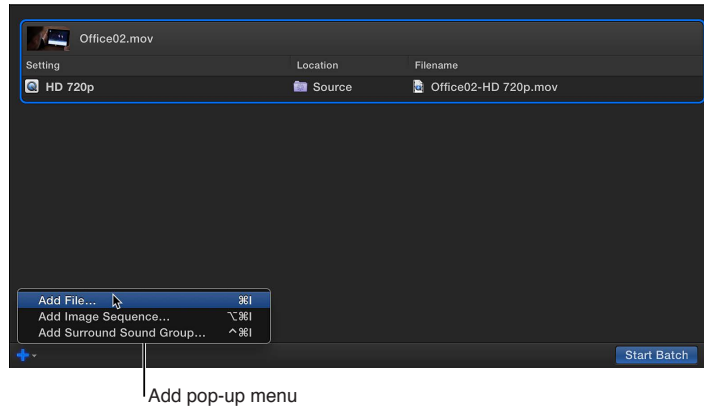 Office02.mov
Setting Location Filename
HD 720p Source Office02-HD 720p.mov
Add File... ⌘I
Add Image Sequence... ⌥⌘I
Add Surround Sound Group... ^⌘I
Start Batch
Add pop-up menu